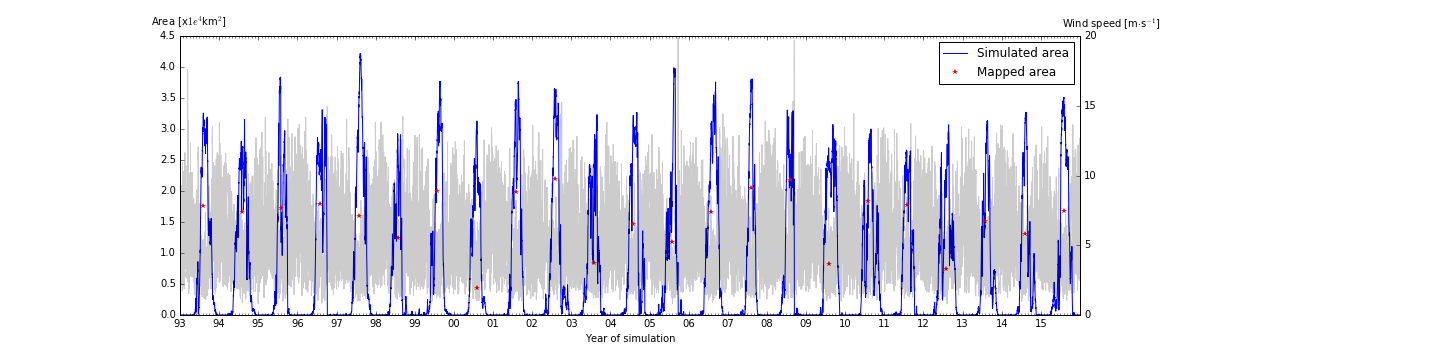 Area [x1e⁴km²]
Wind speed [m·s⁻¹]
4.5
4.0
3.5
3.0
2.5
2.0
1.5
1.0
0.5
0.0
20
15
10
5
0
Simulated area
Mapped area
93 94 95 96 97 98 99 00 01 02 03 04 05 06 07 08 09 10 11 12 13 14 15
Year of simulation